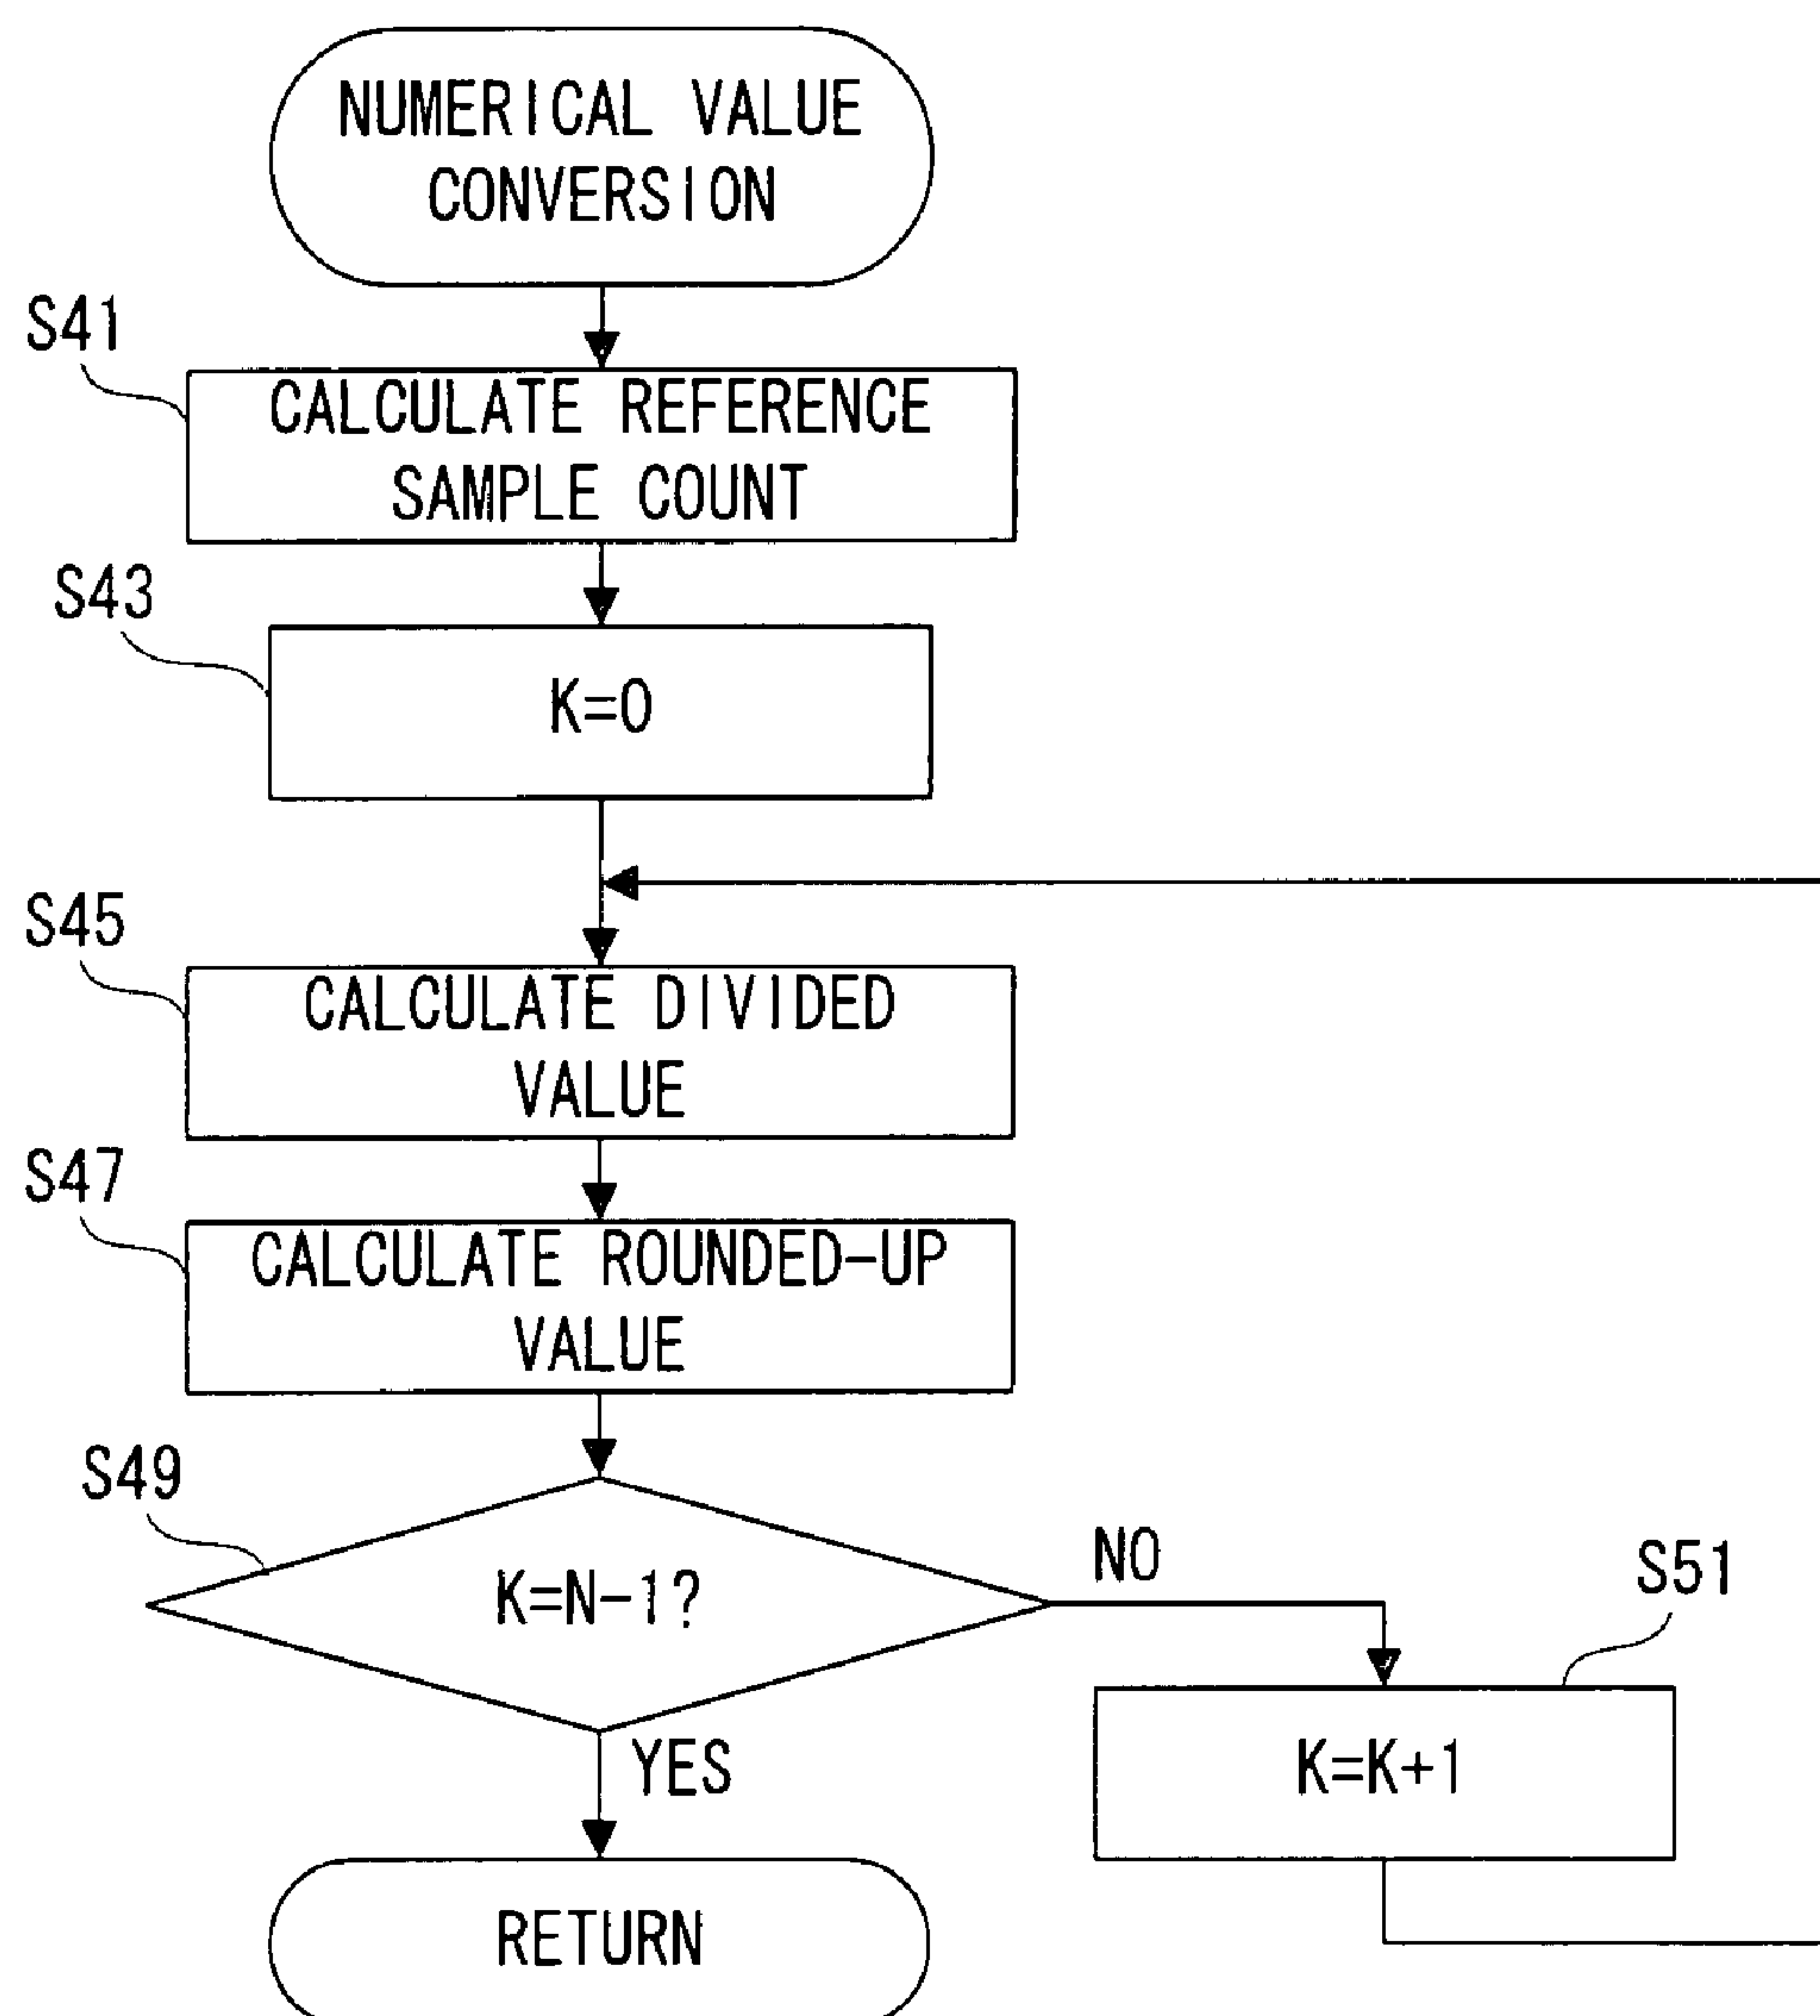 NUMERICAL VALUE
CONVERSION
S41
CALCULATE REFERENCE
SAMPLE COUNT
S43
K=0
S45
CALCULATE DIVIDED
VALUE
S47
CALCULATE ROUNDED-UP
VALUE
S49
K=N-1?
NO
S51
K=K+1
YES
RETURN